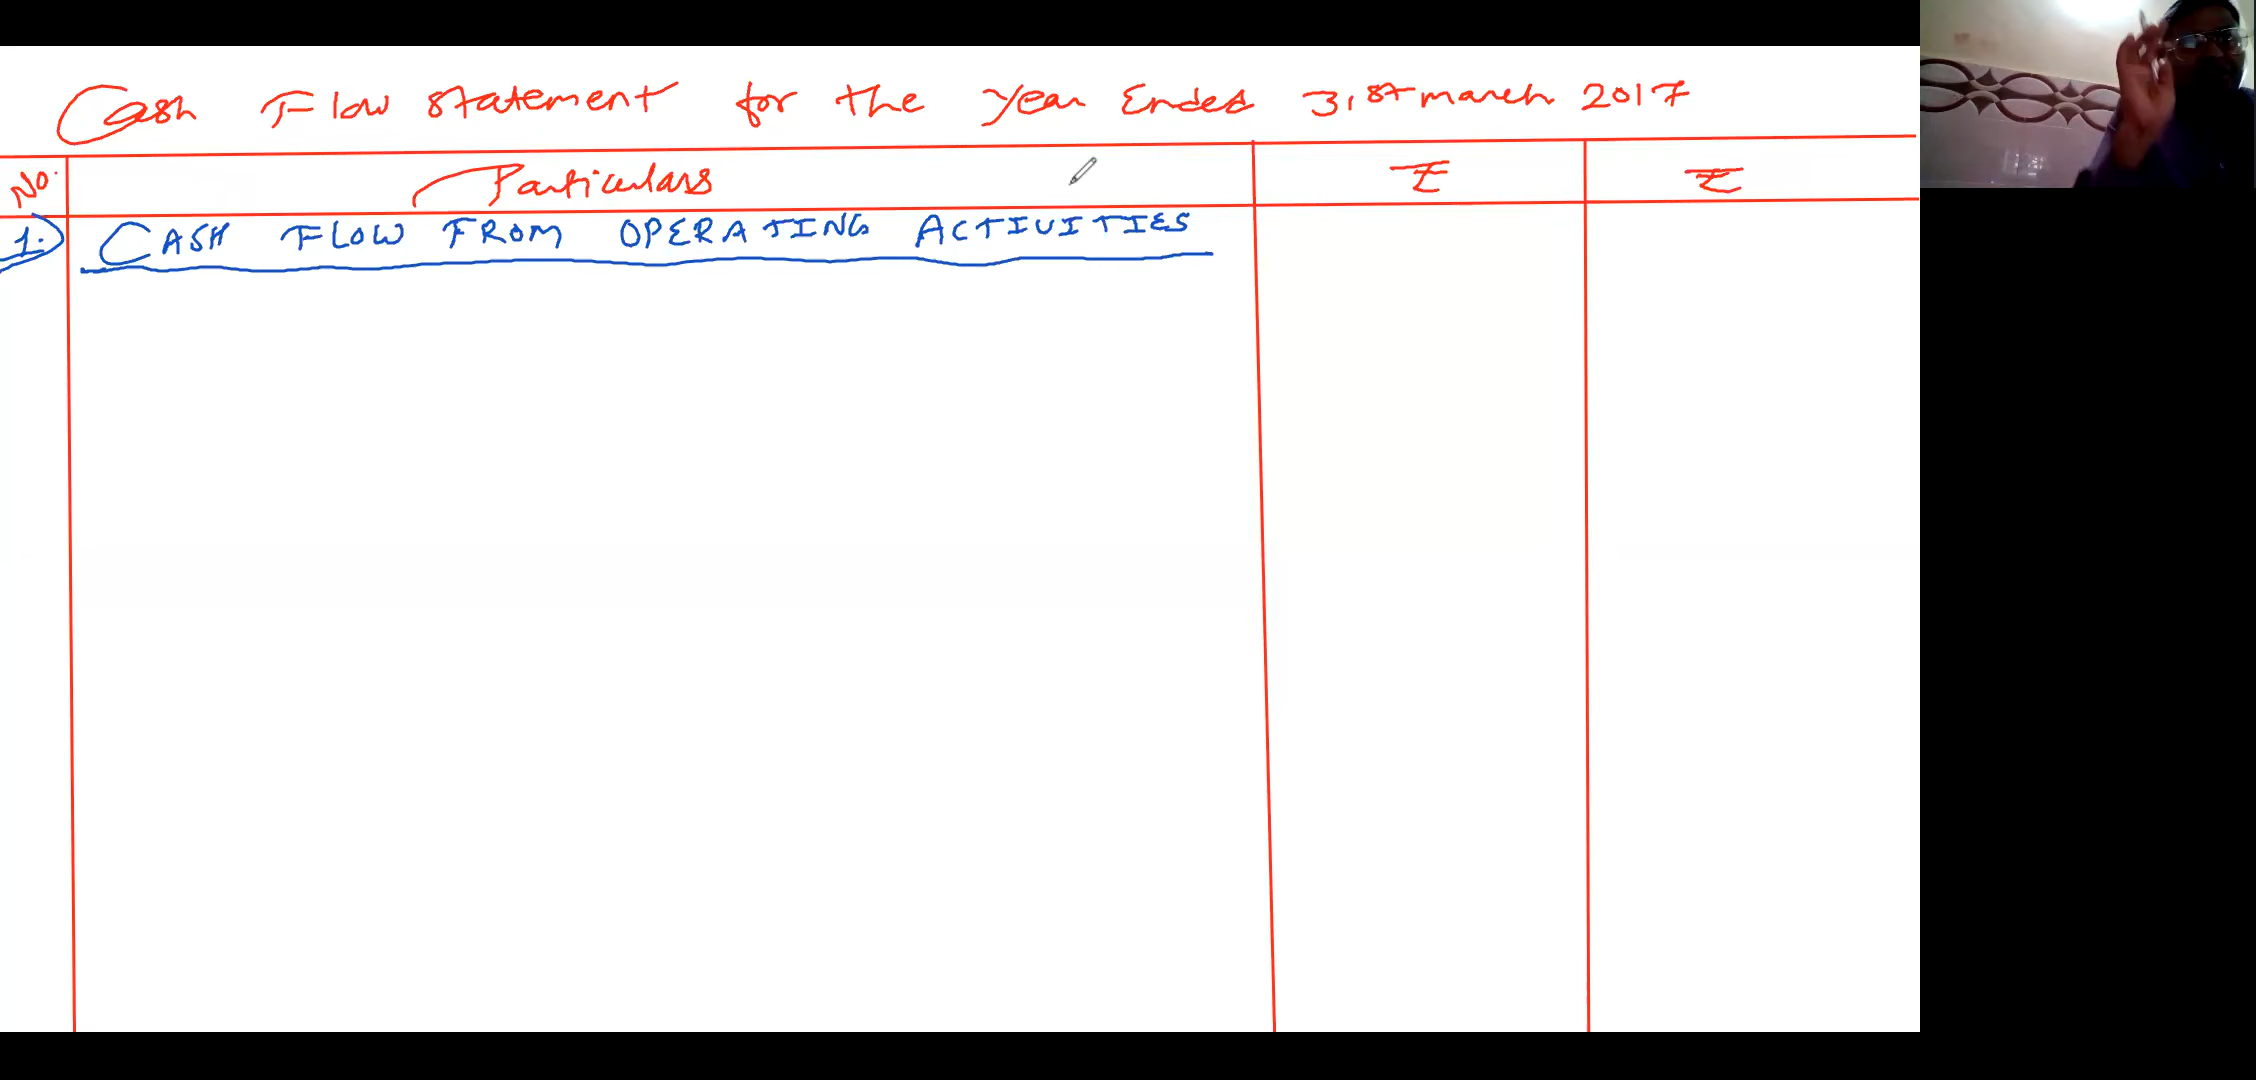 Cash Flow statement for the Year Ended 31st march 2017
No. Particulars ₹ ₹
1. CASH FLOW FROM OPERATING ACTIVITIES